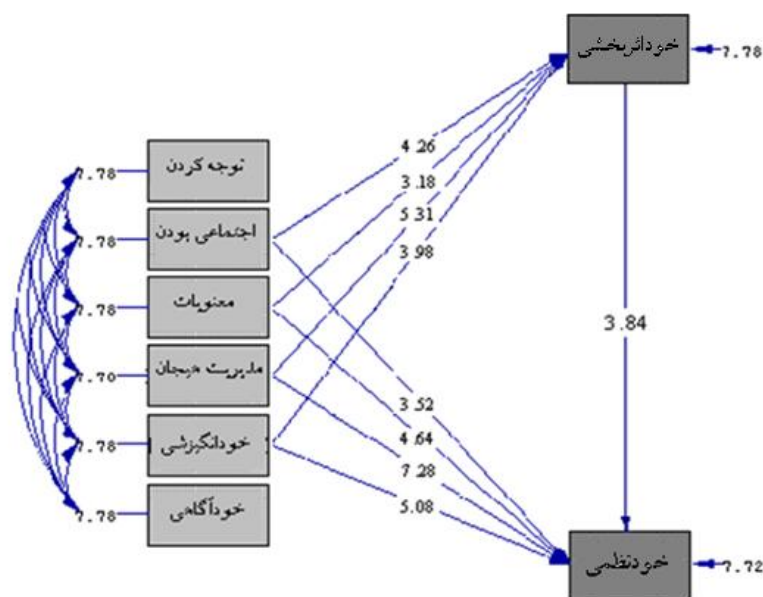 خوداثربخشی
7.78
4.26
7.78
توجه کردن
3.18
5.31
7.78
اجتماعی بودن
3.98
7.78
معنویات
3.84
7.70
مدیریت هیجان
3.52
4.64
7.78
خودانگیزشی
7.28
5.08
7.78
خودآگاهی
خودنظمی
7.72